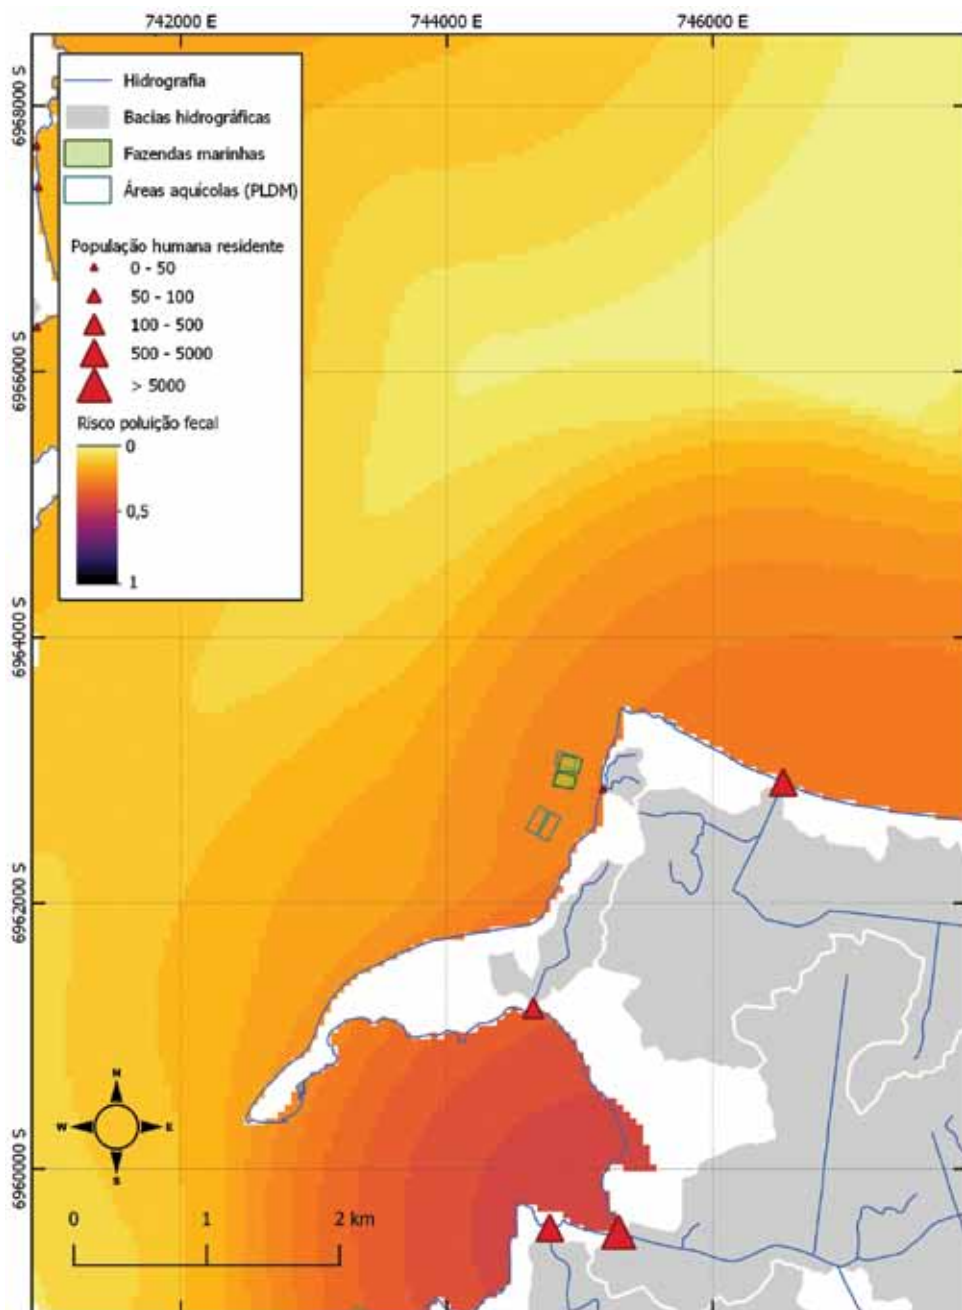 742000 E 744000 E 746000 E
6968000 S
6966000 S
6964000 S
6962000 S
6960000 S
Hidrografia
Bacias hidrográficas
Fazendas marinhas
Áreas aquícolas (PLDM)
População humana residente
0 - 50
50 - 100
100 - 500
500 - 5000
> 5000
Risco poluição fecal
0
0,5
1
N
W E
S
0 1 2 km